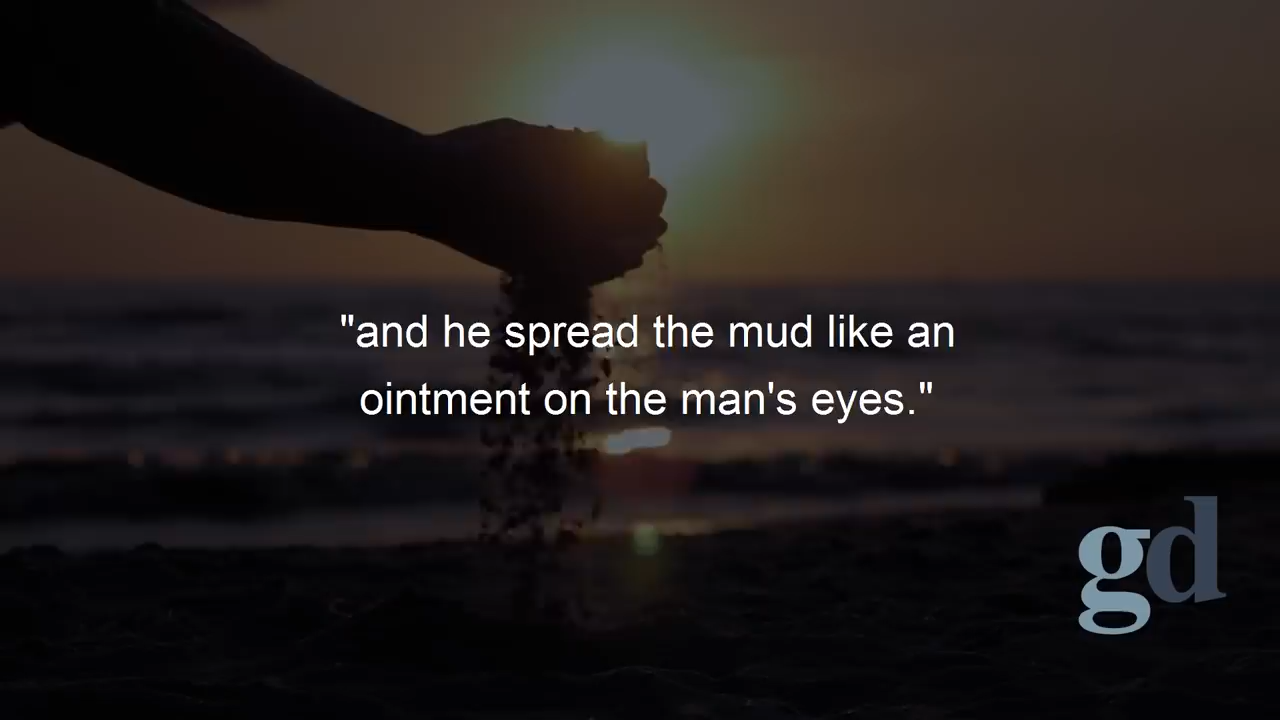 "and he spread the mud like an
ointment on the man's eyes."
gd